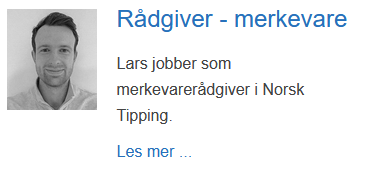 Rådgiver - merkevare
Lars jobber som
merkevarerådgiver i Norsk
Tipping.
Les mer ...